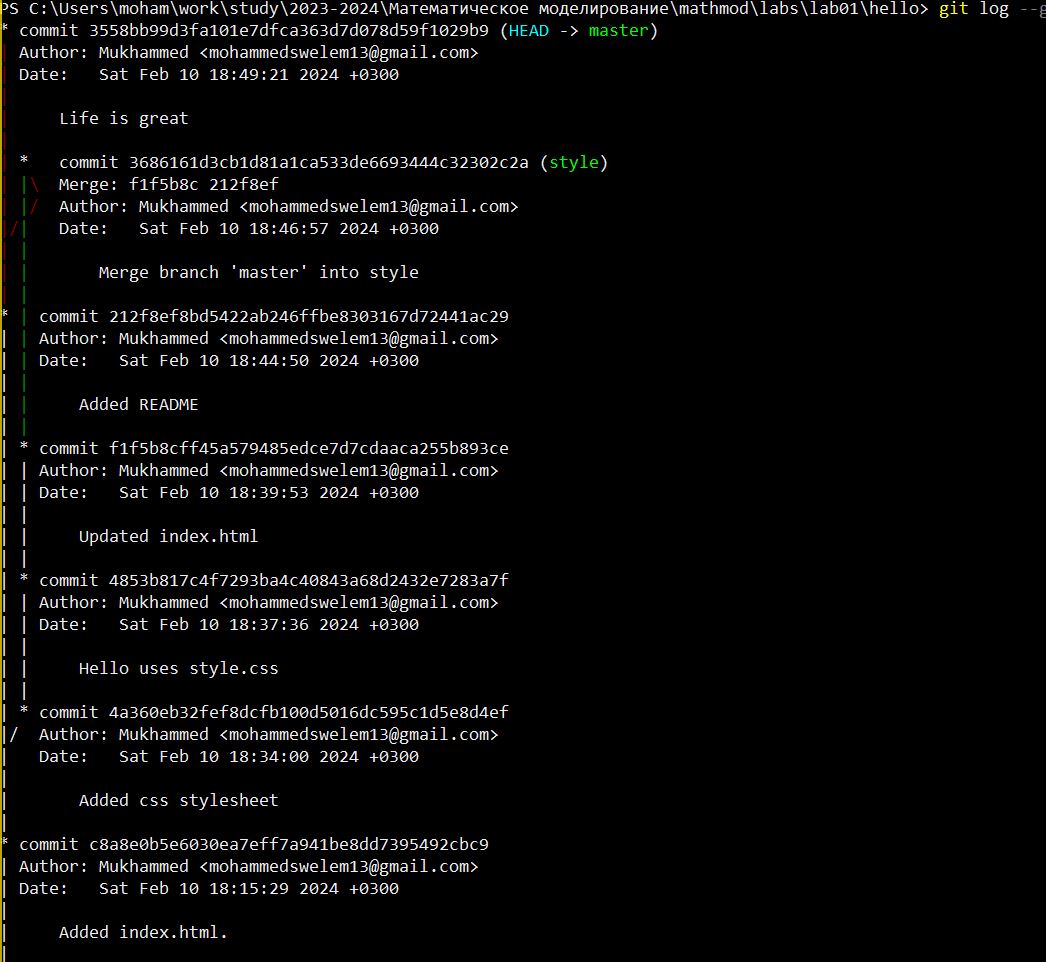 PS C:\Users\moham\work\study\2023-2024\Математическое моделирование\mathmod\labs\lab01\hello> git log --g
* commit 3558bb99d3fa101e7dfca363d7d078d59f1029b9 (HEAD -> master)
| Author: Mukhammed <mohammedswelem13@gmail.com>
| Date:   Sat Feb 10 18:49:21 2024 +0300
|
|     Life is great
|
| *   commit 3686161d3cb1d81a1ca533de6693444c32302c2a (style)
| |\  Merge: f1f5b8c 212f8ef
| |/  Author: Mukhammed <mohammedswelem13@gmail.com>
|/|   Date:   Sat Feb 10 18:46:57 2024 +0300
| |
| |       Merge branch 'master' into style
| |
* | commit 212f8ef8bd5422ab246ffbe8303167d72441ac29
| | Author: Mukhammed <mohammedswelem13@gmail.com>
| | Date:   Sat Feb 10 18:44:50 2024 +0300
| |
| |     Added README
| |
| * commit f1f5b8cff45a579485edce7d7cdaaca255b893ce
| | Author: Mukhammed <mohammedswelem13@gmail.com>
| | Date:   Sat Feb 10 18:39:53 2024 +0300
| |
| |     Updated index.html
| |
| * commit 4853b817c4f7293ba4c40843a68d2432e7283a7f
| | Author: Mukhammed <mohammedswelem13@gmail.com>
| | Date:   Sat Feb 10 18:37:36 2024 +0300
| |
| |     Hello uses style.css
| |
| * commit 4a360eb32fef8dcfb100d5016dc595c1d5e8d4ef
|/  Author: Mukhammed <mohammedswelem13@gmail.com>
|   Date:   Sat Feb 10 18:34:00 2024 +0300
|
|       Added css stylesheet
|
* commit c8a8e0b5e6030ea7eff7a941be8dd7395492cbc9
| Author: Mukhammed <mohammedswelem13@gmail.com>
| Date:   Sat Feb 10 18:15:29 2024 +0300
|
|     Added index.html.
|